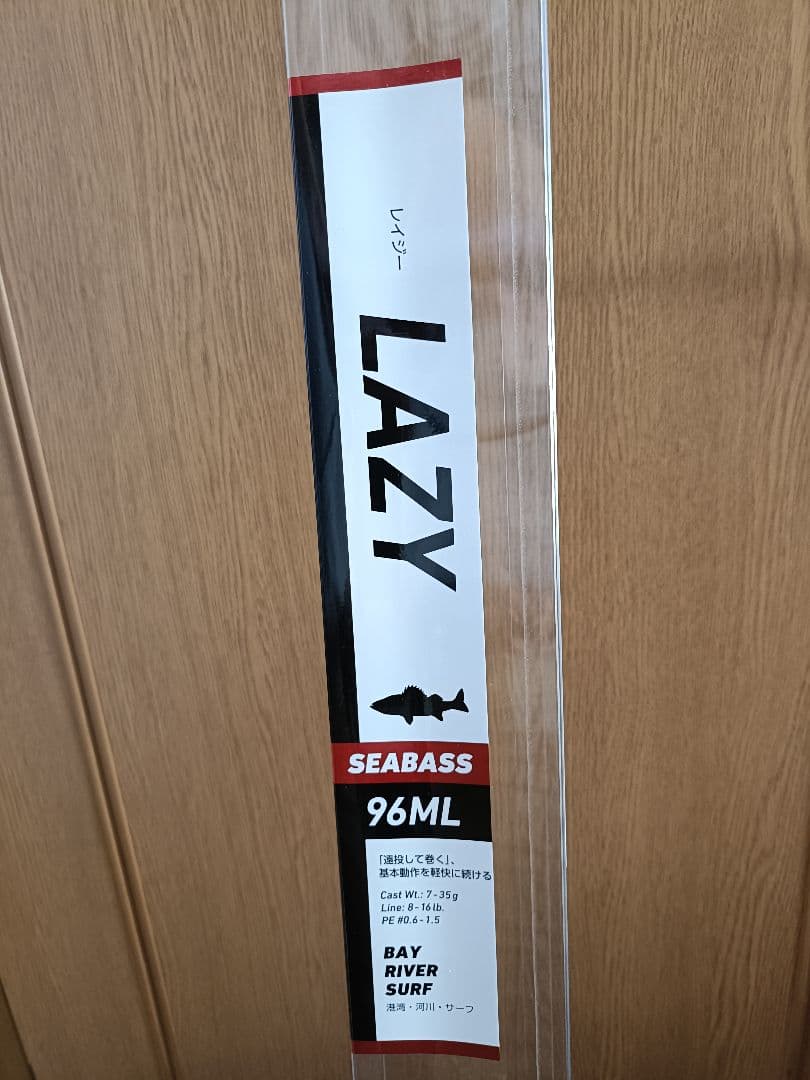 レイジー
LAZY
SEABASS
96ML
「遠投して巻く」、
基本動作を軽快に続ける
Cast Wt.: 7-35g
Line: 8-16lb.
PE #0.6-1.5
BAY
RIVER
SURF
港湾・河川・サーフ